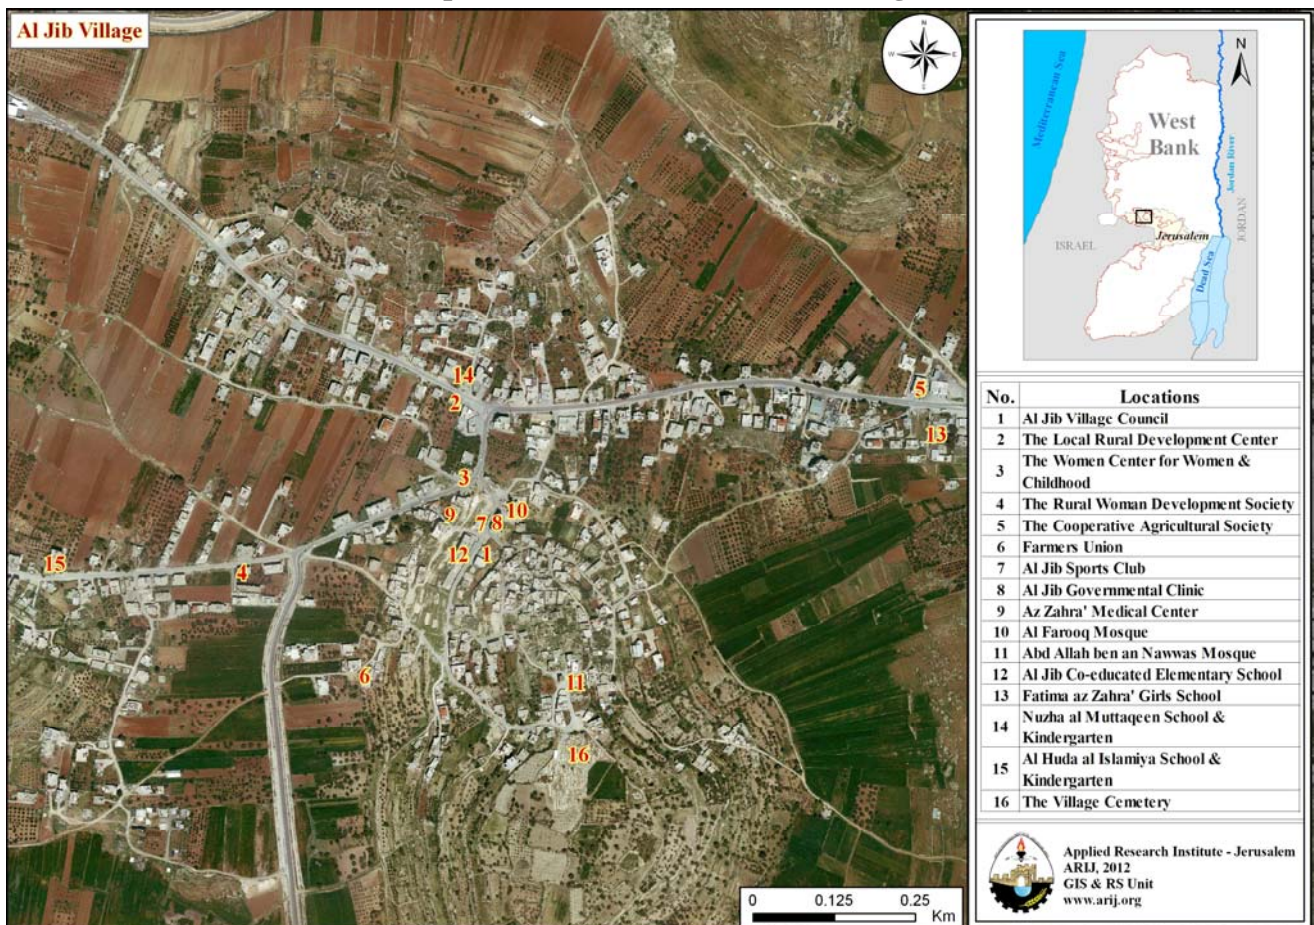 Al Jib Village
N
W
E
S
14
2
5
13
3
10
9
7
8
12
1
15
4
6
11
16
0
0.125
0.25
Km
N
Mediterranean Sea
West
Bank
Jordan River
JORDAN
ISRAEL
Jerusalem
Dead Sea
No. Locations
1 Al Jib Village Council
2 The Local Rural Development Center
3 The Women Center for Women &
Childhood
4 The Rural Woman Development Society
5 The Cooperative Agricultural Society
6 Farmers Union
7 Al Jib Sports Club
8 Al Jib Governmental Clinic
9 Az Zahra' Medical Center
10 Al Farooq Mosque
11 Abd Allah ben an Nawwas Mosque
12 Al Jib Co-educated Elementary School
13 Fatima az Zahra' Girls School
14 Nuzha al Muttaqeen School &
Kindergarten
15 Al Huda al Islamiya School &
Kindergarten
16 The Village Cemetery
Applied Research Institute - Jerusalem
ARIJ, 2012
GIS & RS Unit
www.arij.org